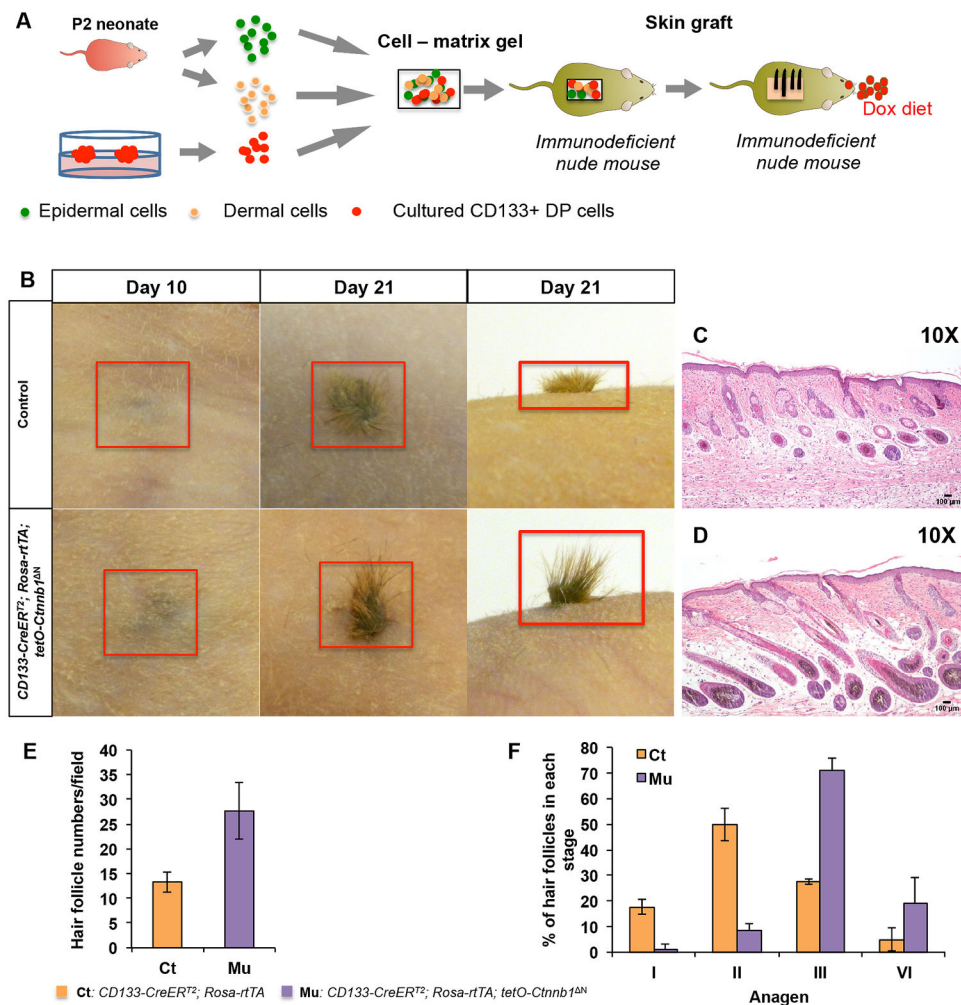 A
P2 neonate
Cell – matrix gel
Skin graft
Dox diet
Immunodeficient
nude mouse
Immunodeficient
nude mouse
Epidermal cells
Dermal cells
Cultured CD133+ DP cells
B
Day 10
Day 21
Day 21
Control
CD133-CreERT2; Rosa-rtTA;
tetO-Ctnnb1ΔN
C
10X
100 μm
D
10X
100 μm
E
Hair follicle numbers/field
40
35
30
25
20
15
10
5
0
Ct
Mu
F
% of hair follicles in each
stage
80
70
60
50
40
30
20
10
0
Ct
Mu
I
II
III
VI
Anagen
Ct: CD133-CreERT2; Rosa-rtTA
Mu: CD133-CreERT2; Rosa-rtTA; tetO-Ctnnb1ΔN